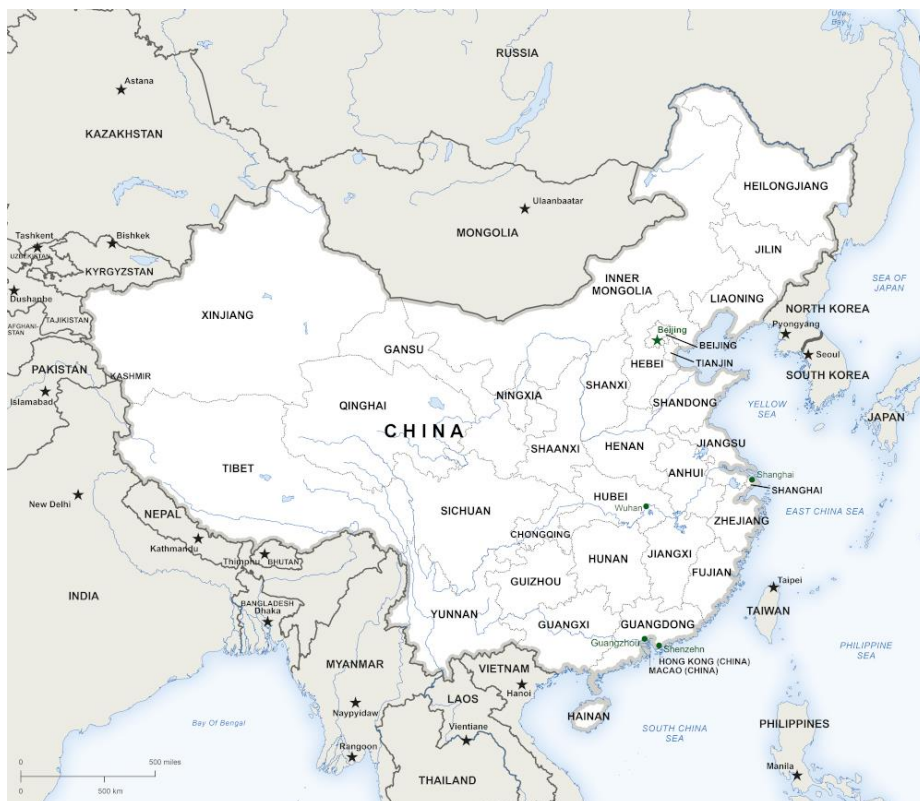 RUSSIA
Astana
KAZAKHSTAN
HEILONGJIANG
Ulaanbaatar
MONGOLIA
Tashkent
Bishkek
UZBEKISTAN
KYRGYZSTAN
JILIN
SEA OF
JAPAN
INNER
MONGOLIA
Dushanbe
LIAONING
NORTH KOREA
XINJIANG
TAJIKISTAN
AFGHANI-
STAN
Beijing
Pyongyang
BEIJING
GANSU
Seoul
HEBEI
TIANJIN
PAKISTAN
KASHMIR
SOUTH KOREA
SHANXI
Islamabad
NINGXIA
QINGHAI
SHANDONG
YELLOW
SEA
JAPAN
CHINA
SHAANXI
HENAN
JIANGSU
TIBET
ANHUI
Shanghai
SHANGHAI
New Delhi
HUBEI
SICHUAN
Wuhan
NEPAL
EAST CHINA SEA
ZHEJIANG
CHONGQING
Kathmandu
Thimphu
BHUTAN
HUNAN
JIANGXI
FUJIAN
GUIZHOU
Taipei
INDIA
BANGLADESH
Dhaka
YUNNAN
GUANGXI
GUANGDONG
TAIWAN
Guangzhou
Shenzehn
PHILIPPINE
SEA
HONG KONG (CHINA)
MACAO (CHINA)
MYANMAR
VIETNAM
Hanoi
LAOS
Naypyidaw
HAINAN
Bay Of Bengal
Vientiane
SOUTH CHINA
SEA
PHILIPPINES
Rangoon
Manila
THAILAND
0 500 miles
0 500 km